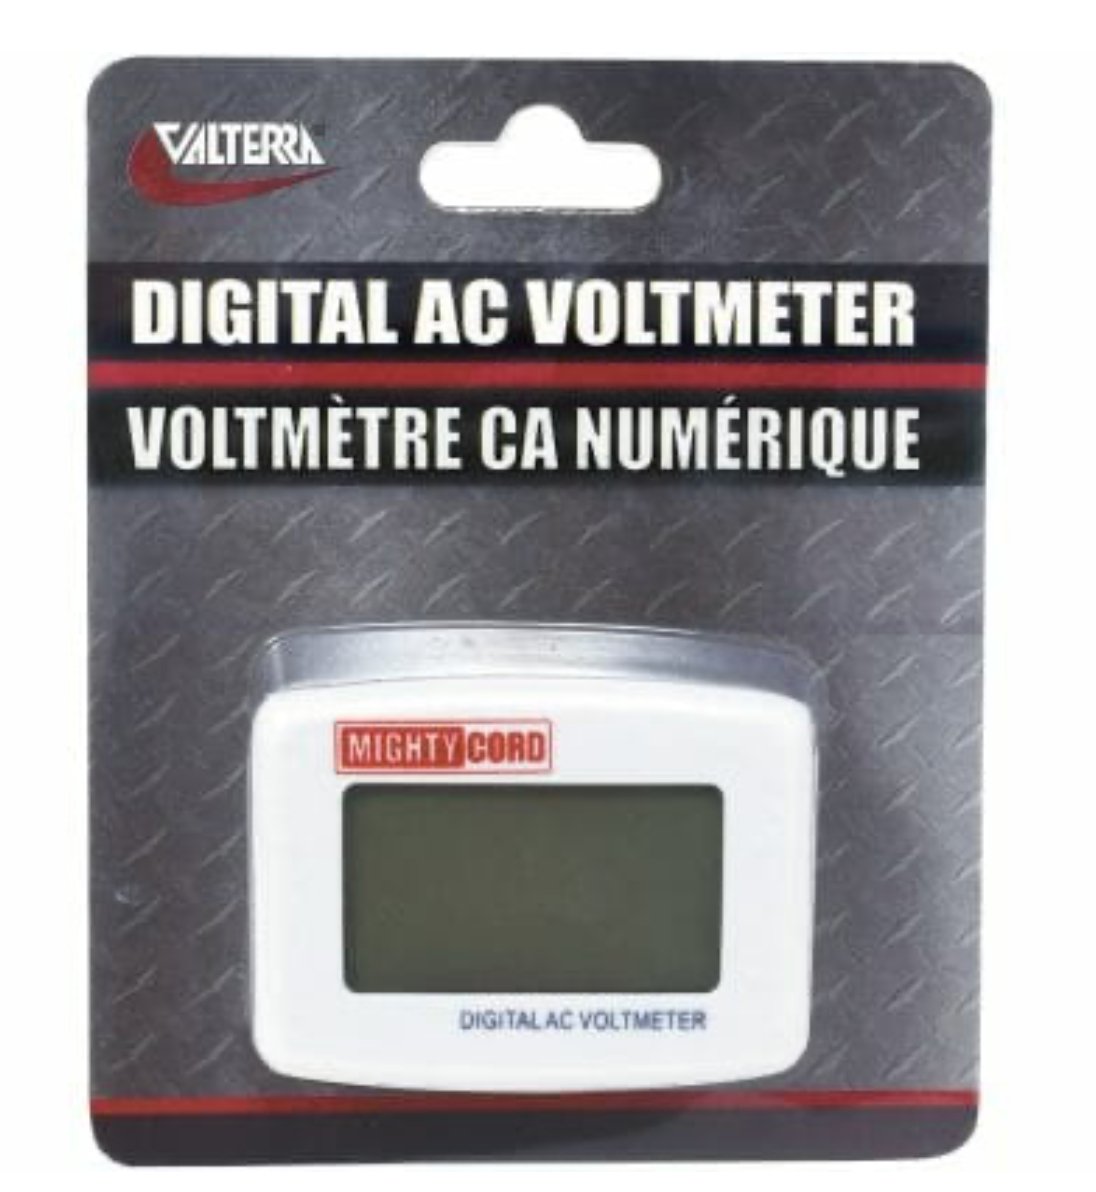 VALTERRA
DIGITAL AC VOLTMETER
VOLTMÈTRE CA NUMÉRIQUE
MIGHTY CORD
DIGITAL AC VOLTMETER